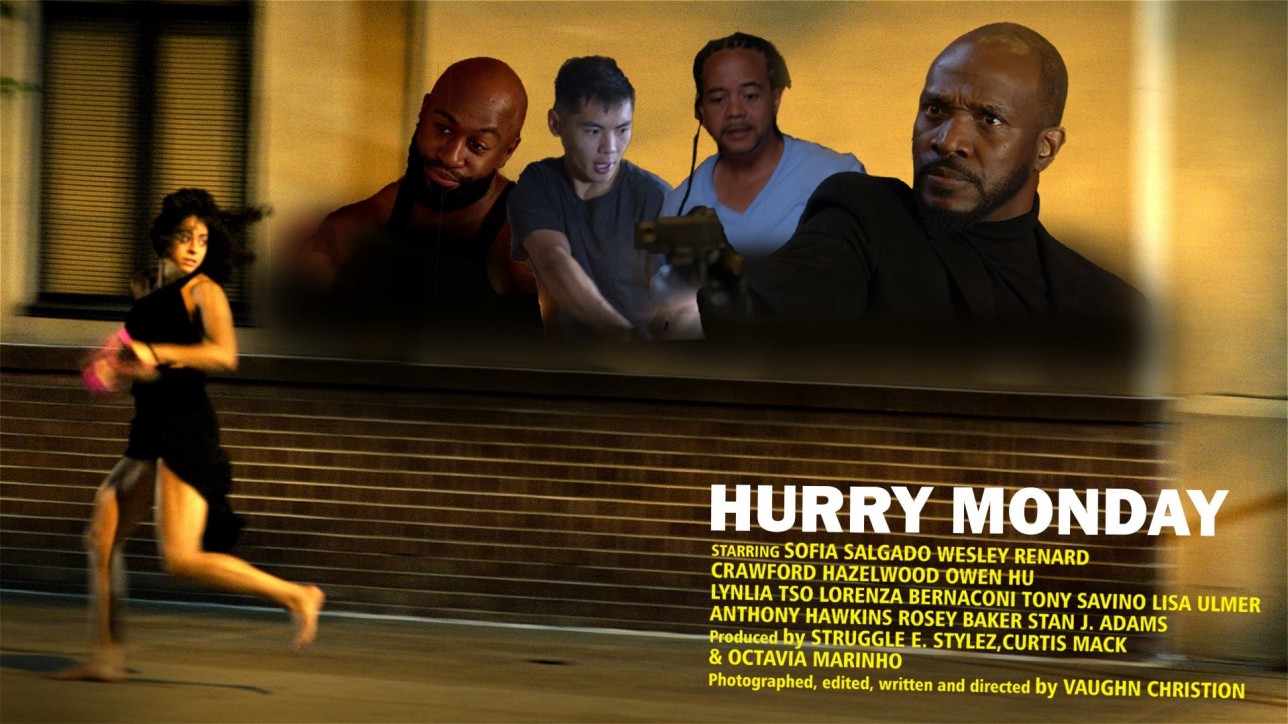 HURRY MONDAY
STARRING SOFIA SALGADO WESLEY RENARD
CRAWFORD HAZELWOOD OWEN HU
LYNLIA TSO LORENZA BERNACONI TONY SAVINO LISA ULMER
ANTHONY HAWKINS ROSEY BAKER STAN J. ADAMS
Produced by STRUGGLE E. STYLEZ,CURTIS MACK
& OCTAVIA MARINHO
Photographed, edited, written and directed by VAUGHN CHRISTION